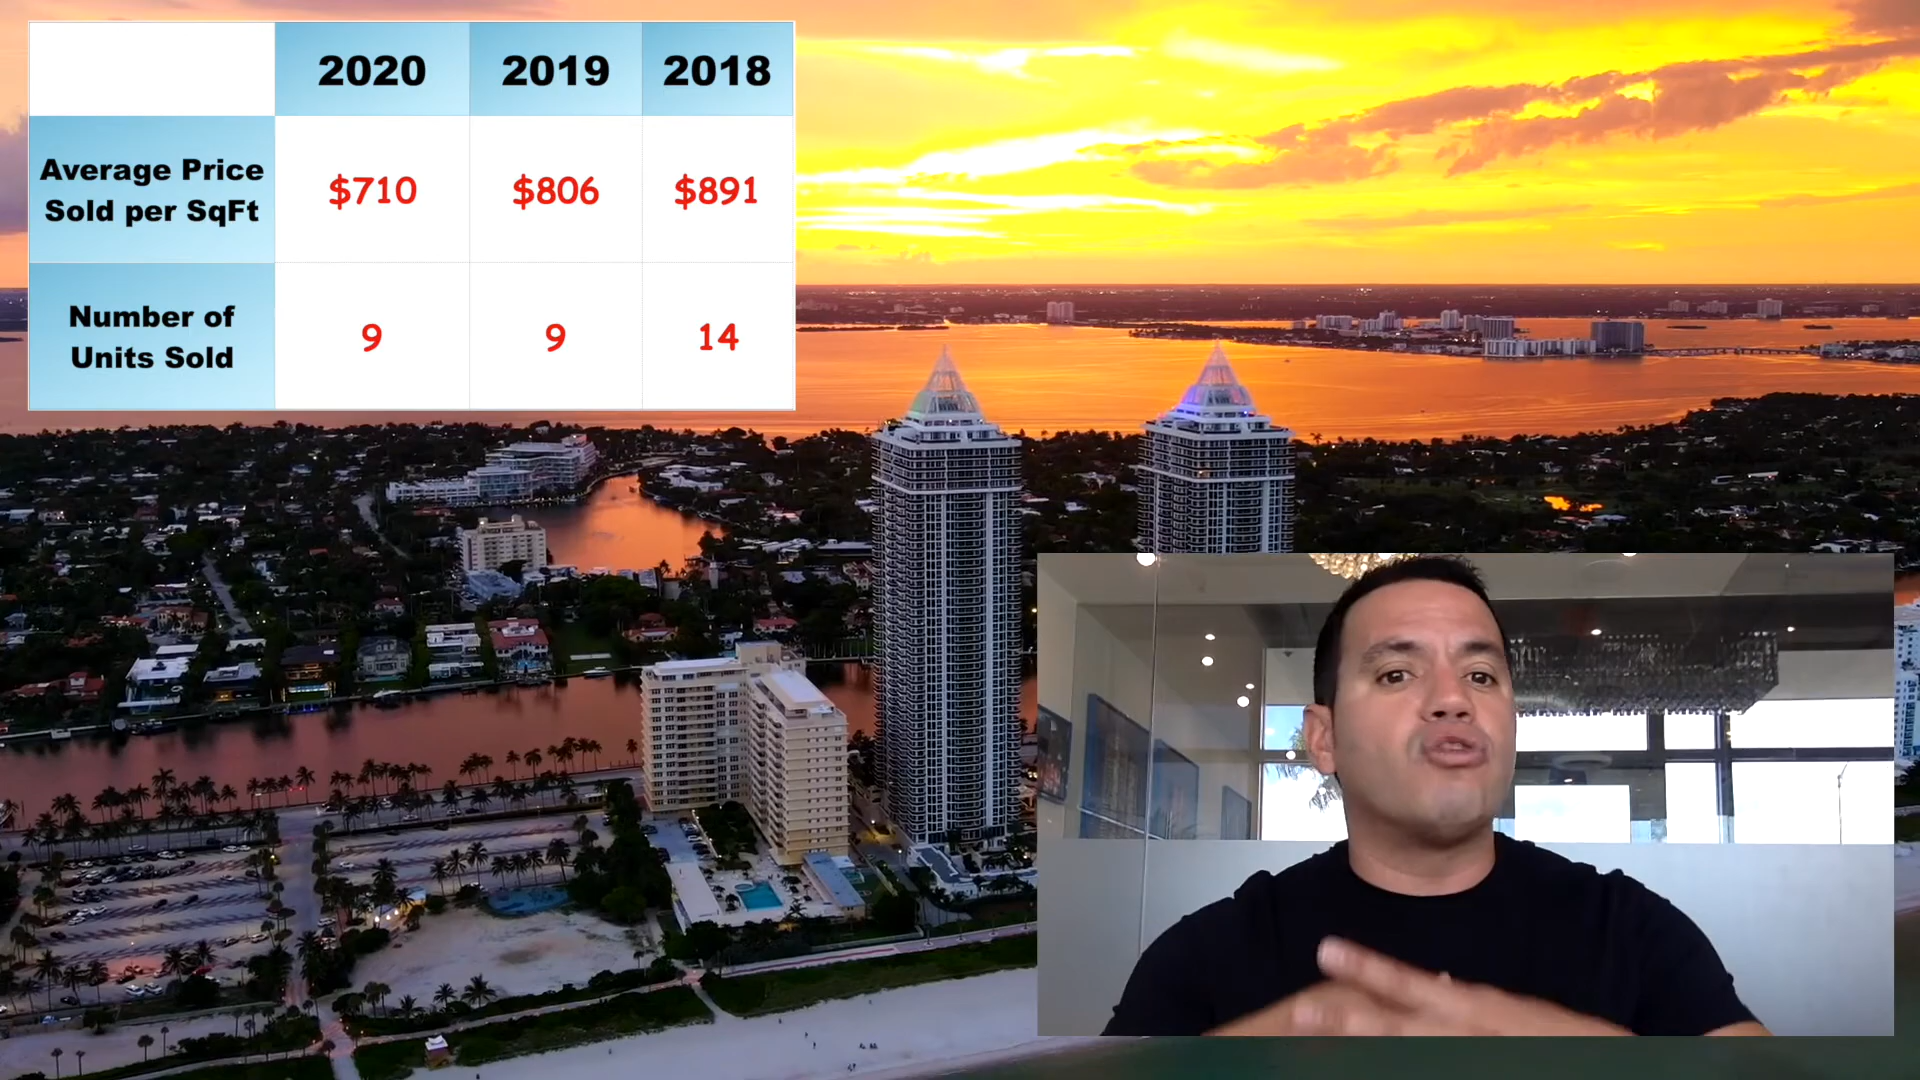 2020 2019 2018
Average Price
Sold per SqFt
$710 $806 $891
Number of
Units Sold
9 9 14